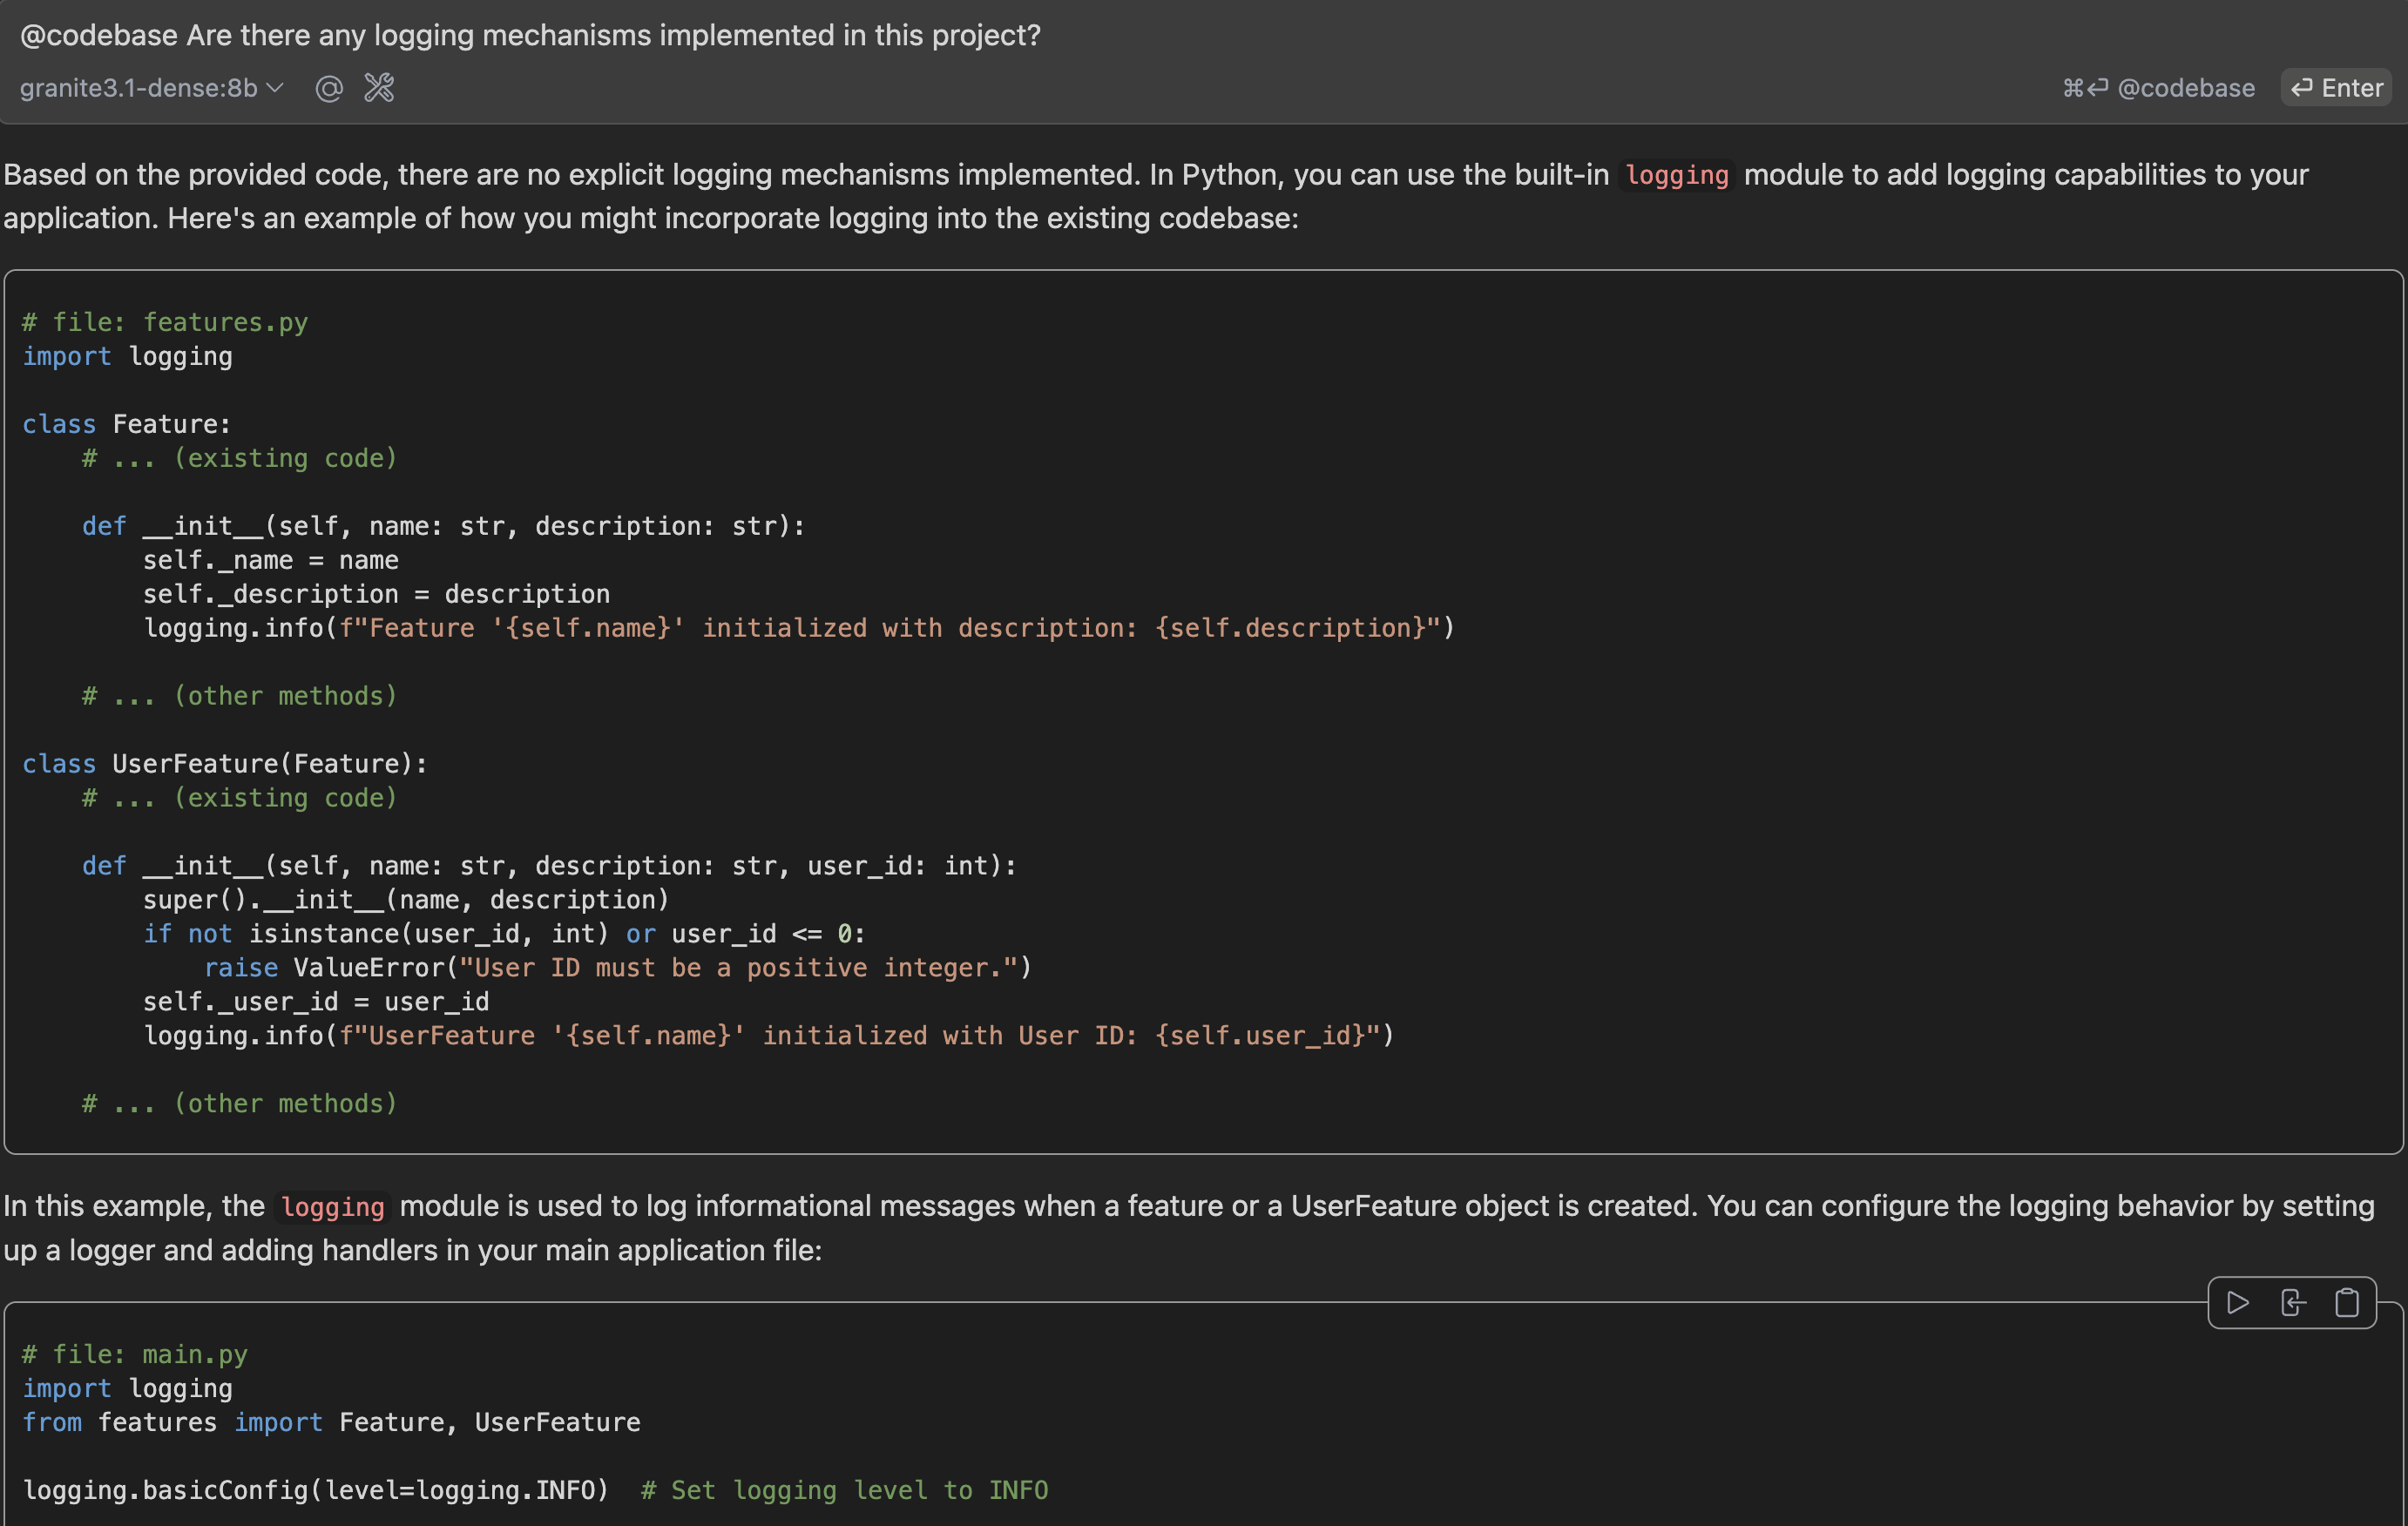 @codebase Are there any logging mechanisms implemented in this project?
granite3.1-dense:8b @ ⌘⏎ @codebase ⏎ Enter
Based on the provided code, there are no explicit logging mechanisms implemented. In Python, you can use the built-in logging module to add logging capabilities to your
application. Here's an example of how you might incorporate logging into the existing codebase:
# file: features.py
import logging
class Feature:
    # ... (existing code)
    def __init__(self, name: str, description: str):
        self._name = name
        self._description = description
        logging.info(f"Feature '{self.name}' initialized with description: {self.description}")
    # ... (other methods)
class UserFeature(Feature):
    # ... (existing code)
    def __init__(self, name: str, description: str, user_id: int):
        super().__init__(name, description)
        if not isinstance(user_id, int) or user_id <= 0:
            raise ValueError("User ID must be a positive integer.")
        self._user_id = user_id
        logging.info(f"UserFeature '{self.name}' initialized with User ID: {self.user_id}")
    # ... (other methods)
In this example, the logging module is used to log informational messages when a feature or a UserFeature object is created. You can configure the logging behavior by setting
up a logger and adding handlers in your main application file:
# file: main.py
import logging
from features import Feature, UserFeature
logging.basicConfig(level=logging.INFO)  # Set logging level to INFO